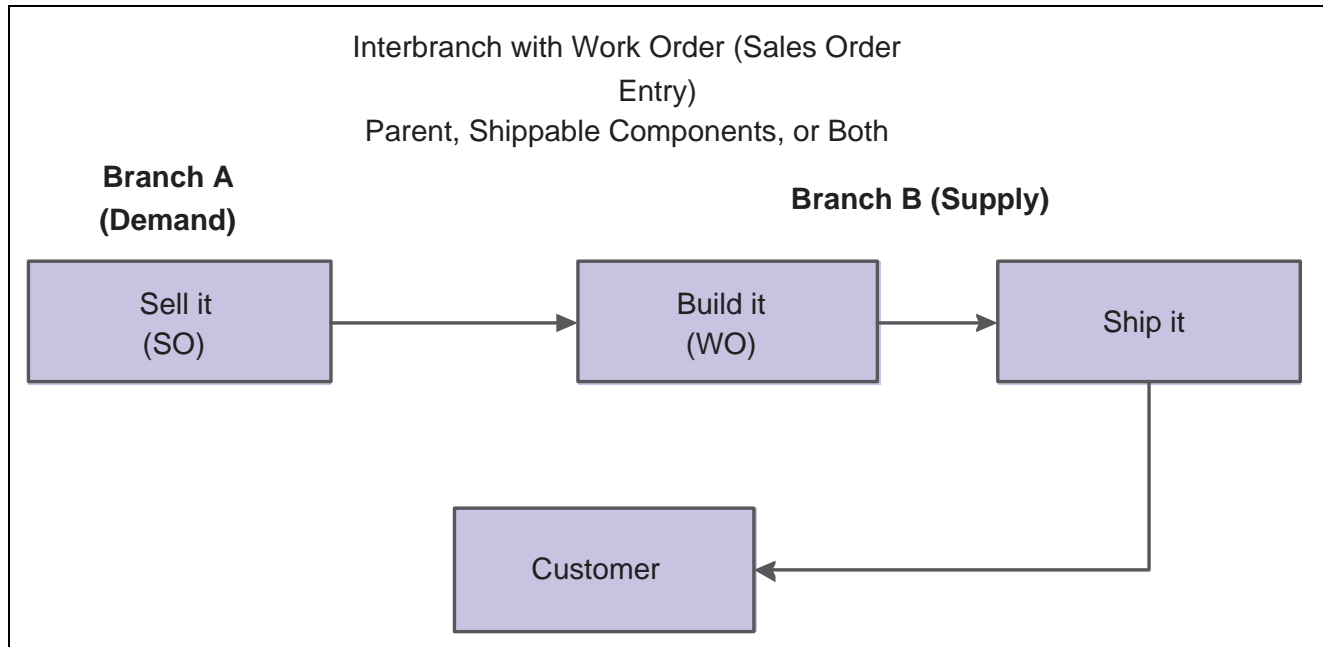 Interbranch with Work Order (Sales Order
Entry)
Parent, Shippable Components, or Both
Branch A
(Demand)
Branch B (Supply)
Sell it
(SO)
Build it
(WO)
Ship it
Customer